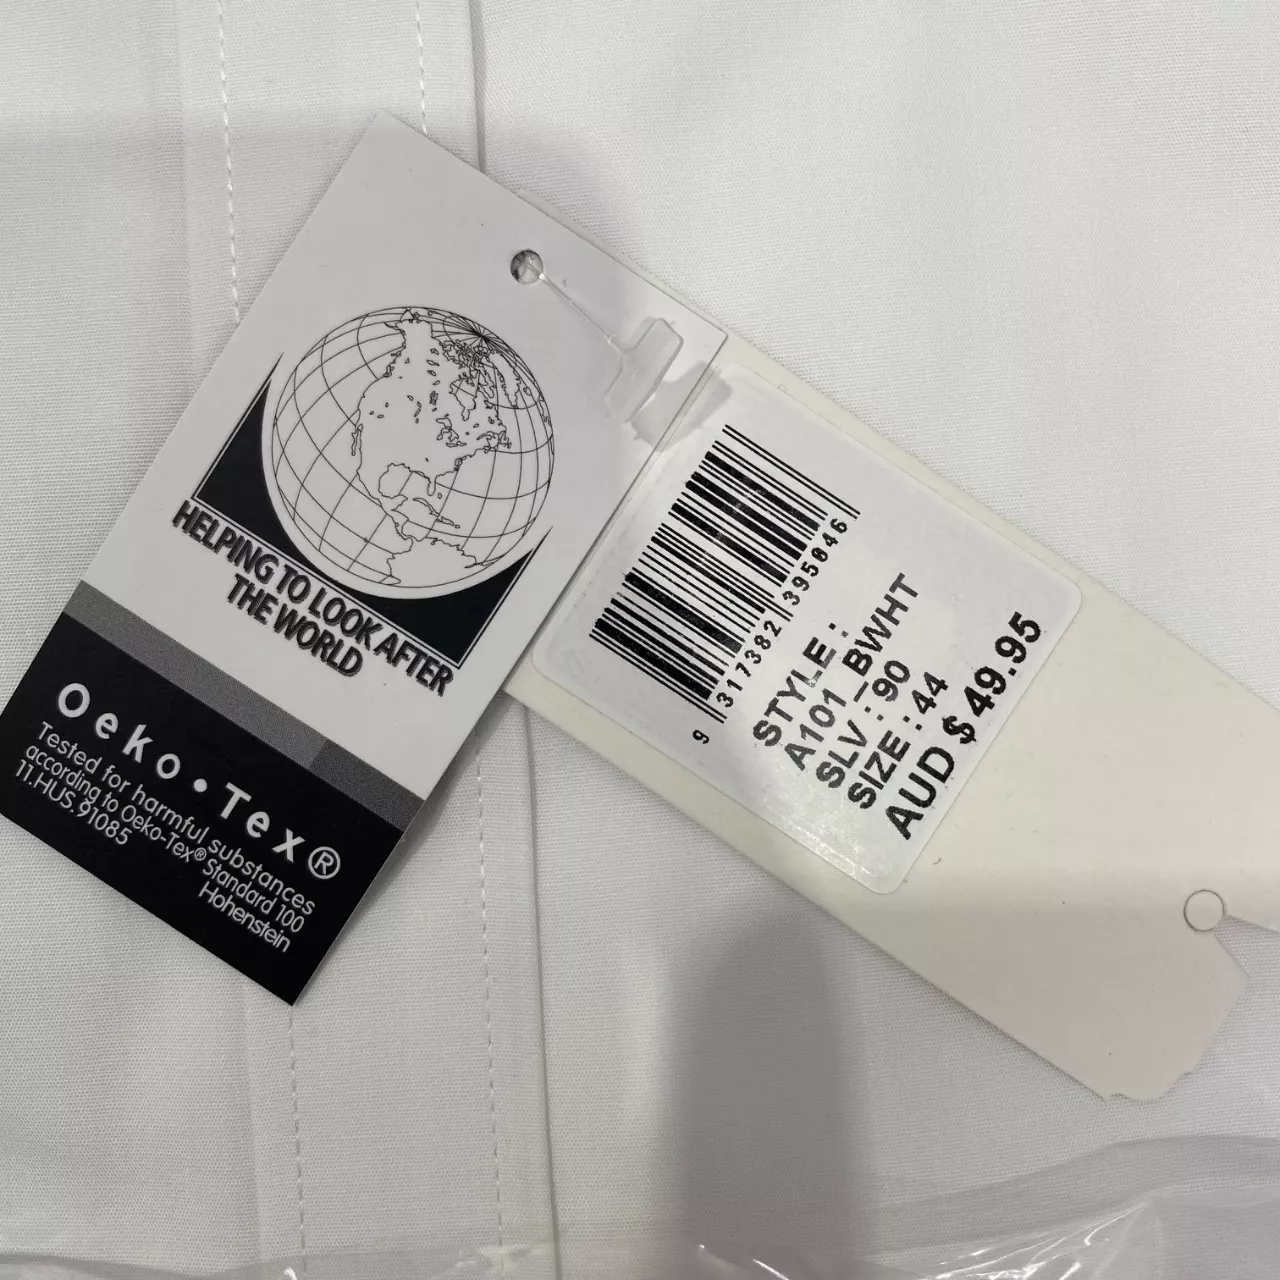 HELPING TO LOOK AFTER
THE WORLD
Oeko • Tex®
Tested for harmful substances
according to Oeko-Tex® Standard 100
11.HUS.91085 Hohenstein
9 317382 395046
STYLE :
A101_BWHT
SLV : 90
SIZE : 44
AUD $ 49.95